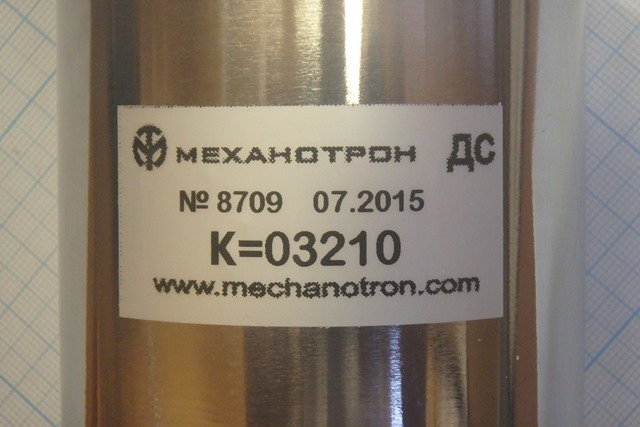 МЕХАНОТРОН ДС
№ 8709 07.2015
К=03210
www.mechanotron.com